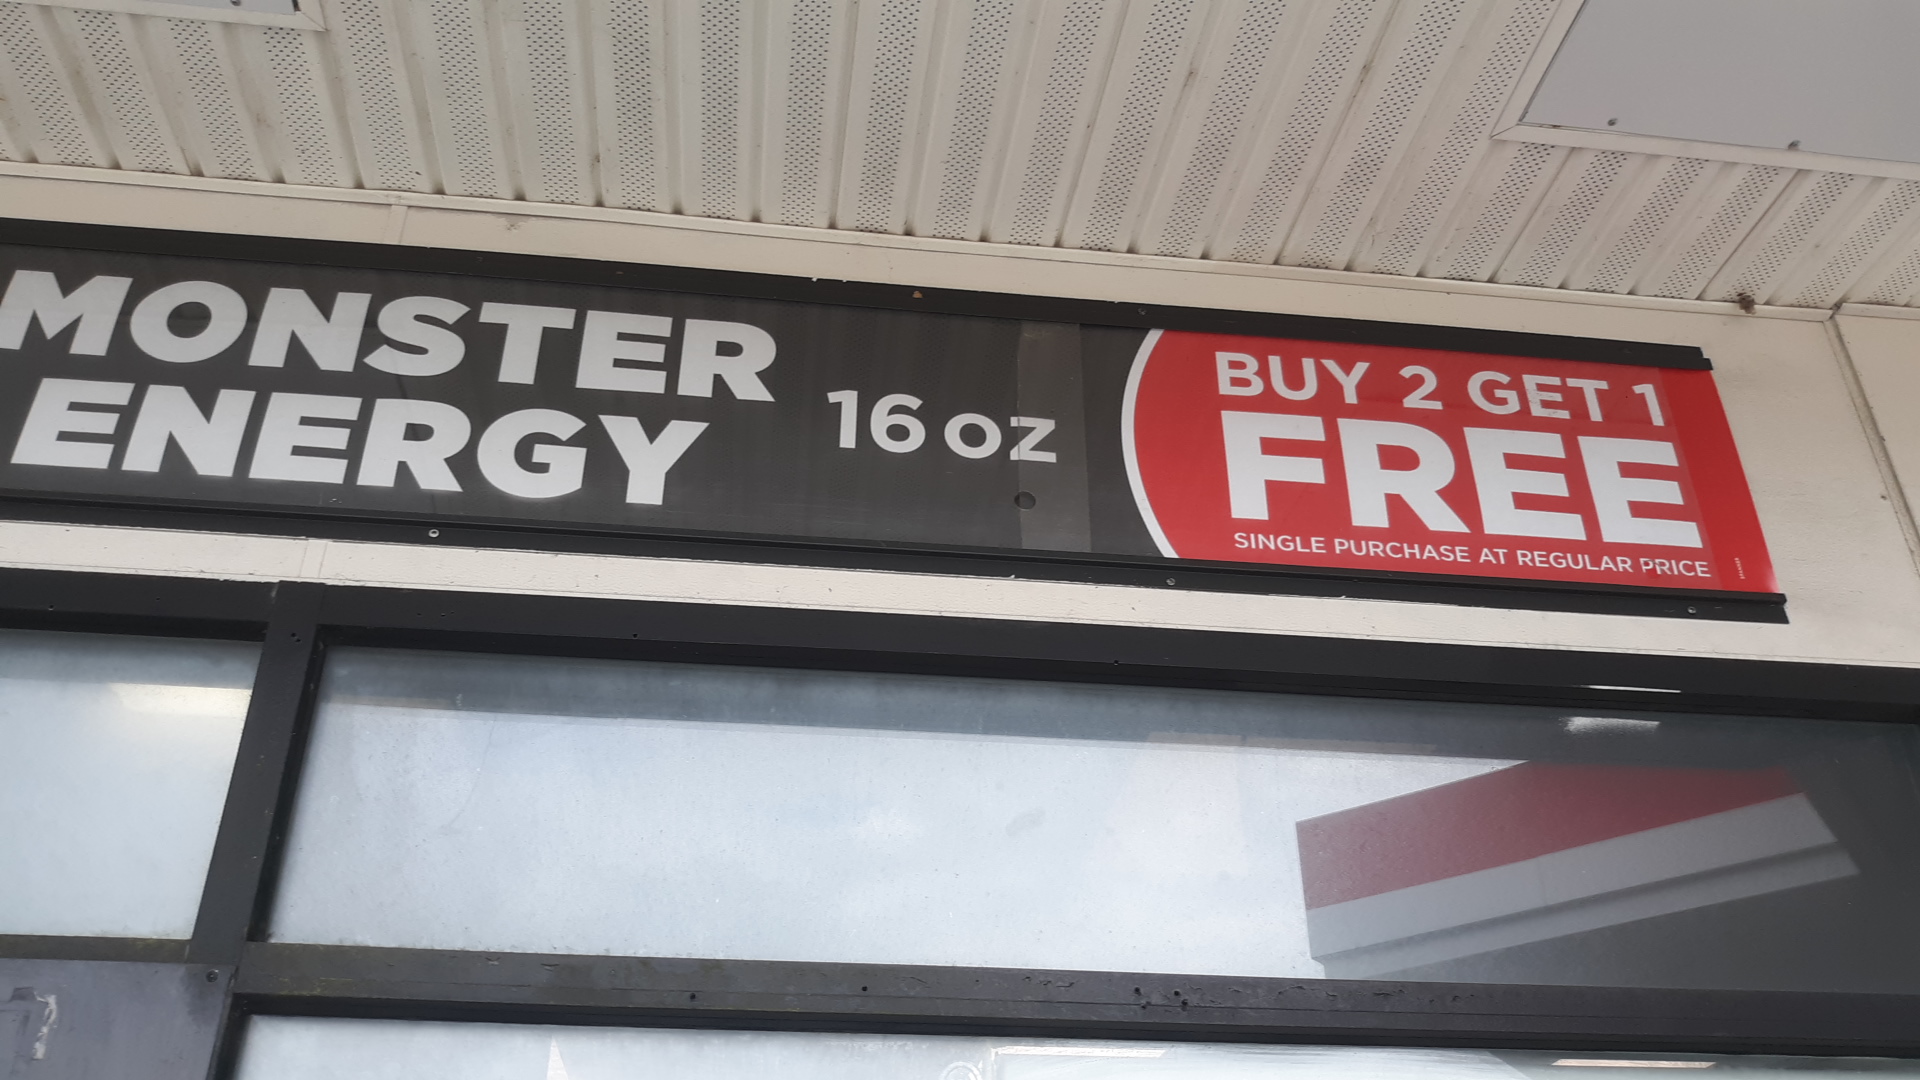 MONSTER
ENERGY
16 oz
BUY 2 GET 1
FREE
SINGLE PURCHASE AT REGULAR PRICE